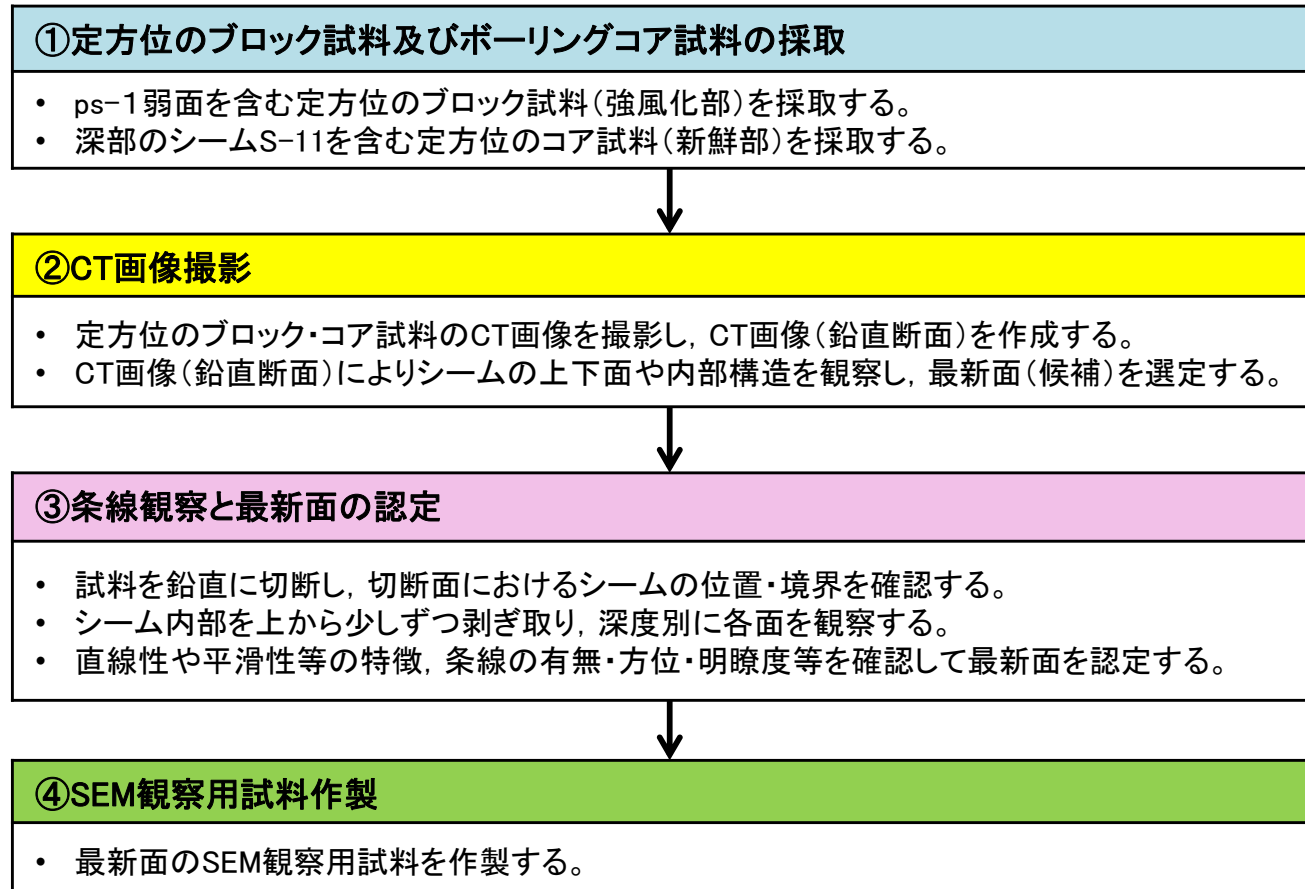 ①定方位のブロック試料及びボーリングコア試料の採取
• ps-1弱面を含む定方位のブロック試料(強風化部)を採取する。
• 深部のシームS-11を含む定方位のコア試料(新鮮部)を採取する。
②CT画像撮影
• 定方位のブロック・コア試料のCT画像を撮影し,CT画像(鉛直断面)を作成する。
• CT画像(鉛直断面)によりシームの上下面や内部構造を観察し,最新面(候補)を選定する。
③条線観察と最新面の認定
• 試料を鉛直に切断し,切断面におけるシームの位置・境界を確認する。
• シーム内部を上から少しずつ剥ぎ取り,深度別に各面を観察する。
• 直線性や平滑性等の特徴,条線の有無・方位・明瞭度等を確認して最新面を認定する。
④SEM観察用試料作製
• 最新面のSEM観察用試料を作製する。